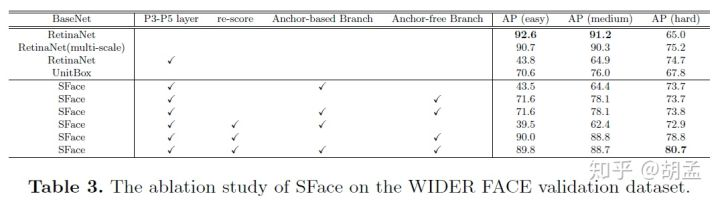 BaseNet P3-P5 layer re-score Anchor-based Branch Anchor-free Branch AP (easy) AP (medium) AP (hard)
RetinaNet 92.6 91.2 65.0
RetinaNet(multi-scale) 90.7 90.3 75.2
RetinaNet ✓ 43.8 64.9 74.7
UnitBox 70.6 76.0 67.8
SFace ✓ ✓ 43.5 64.4 73.7
SFace ✓ ✓ 71.6 78.1 73.7
SFace ✓ ✓ ✓ 71.6 78.1 73.8
SFace ✓ ✓ ✓ 39.5 62.4 72.9
SFace ✓ ✓ ✓ 90.0 88.8 78.8
SFace ✓ ✓ ✓ ✓ 89.8 88.7 80.7
知乎 @胡孟
Table 3. The ablation study of SFace on the WIDER FACE validation dataset.